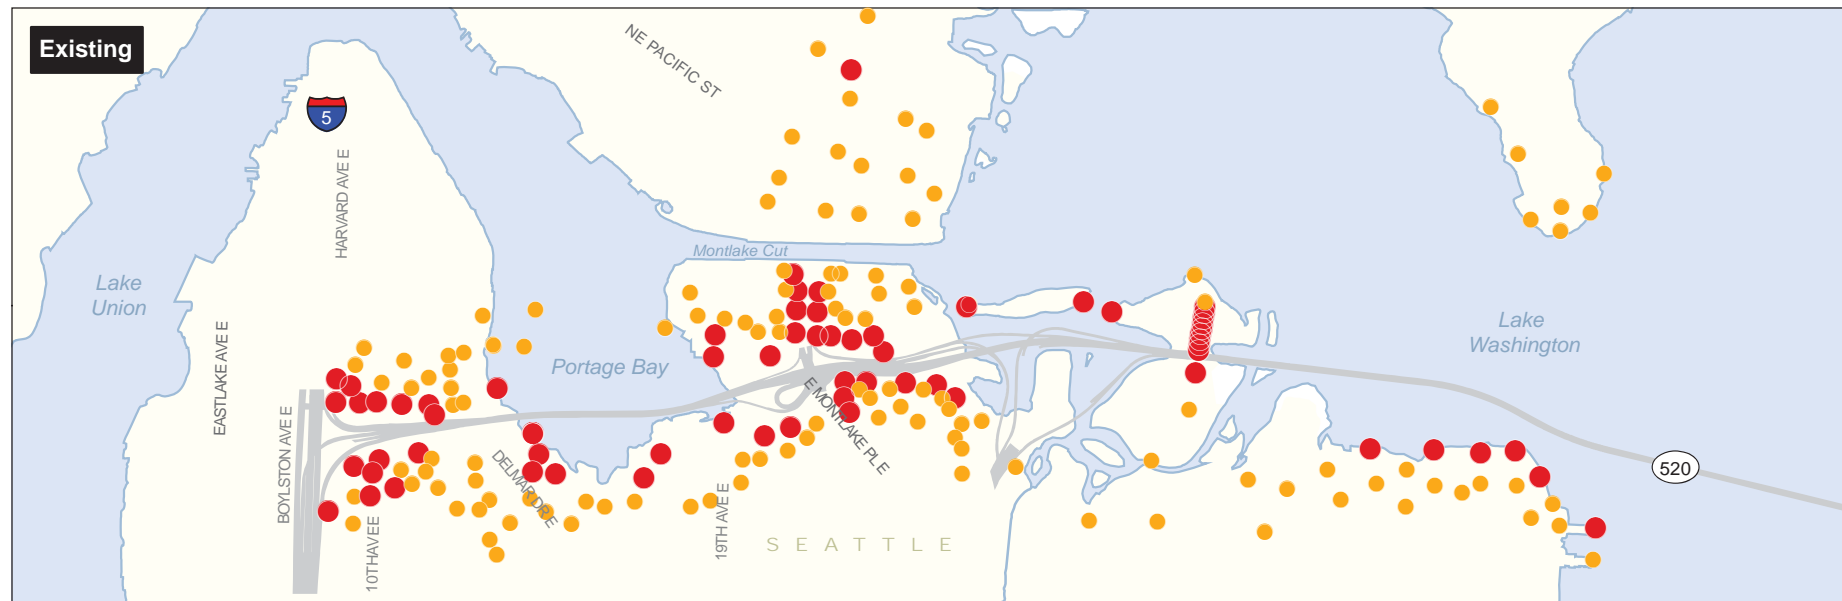 Existing
NE PACIFIC ST
5
HARVARD AVE E
Montlake Cut
Lake
Union
Lake
Washington
EASTLAKE AVE E
Portage Bay
E MONTLAKE PL E
BOYLSTON AVE E
DELMAR DR E
520
19TH AVE E
10TH AVE E
SEATTLE